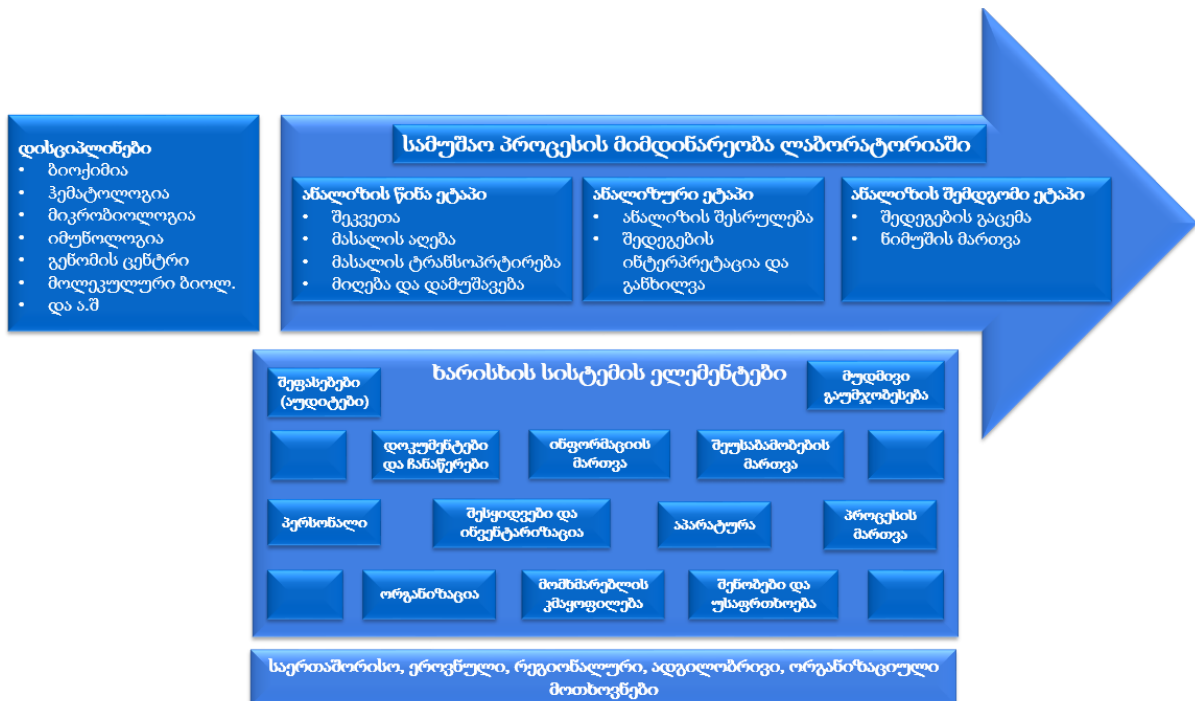 დისციპლინები
• ბიოქიმია
• ჰემატოლოგია
• მიკრობიოლოგია
• იმუნოლოგია
• გენომის ცენტრი
• მოლეკულური ბიოლ.
• და ა.შ
სამუშაო პროცესის მიმდინარეობა ლაბორატორიაში
ანალიზის წინა ეტაპი
• შეკვეთა
• მასალის აღება
• მასალის ტრანსოპრტირება
• მიღება და დამუშავება
ანალიზური ეტაპი
• ანალიზის შესრულება
• შედეგების
ინტერპრეტაცია და
განხილვა
ანალიზის შემდგომი ეტაპი
• შედეგების გაცემა
• ნიმუშის მართვა
ხარისხის სისტემის ელემენტები
შეფასებები
(აუდიტები)
მუდმივი
გაუმჯობესება
დოკუმენტები
და ჩანაწერები
ინფორმაციის
მართვა
შეუსაბამობების
მართვა
პერსონალი
შესყიდვები და
ინვენტარიზაცია
აპარატურა
პროცესის
მართვა
ორგანიზაცია
მომხმარებლის
კმაყოფილება
შენობები და
უსაფრთხოება
საერთაშორისო, ეროვნული, რეგიონალური, ადგილობრივი, ორგანიზაციული
მოთხოვნები